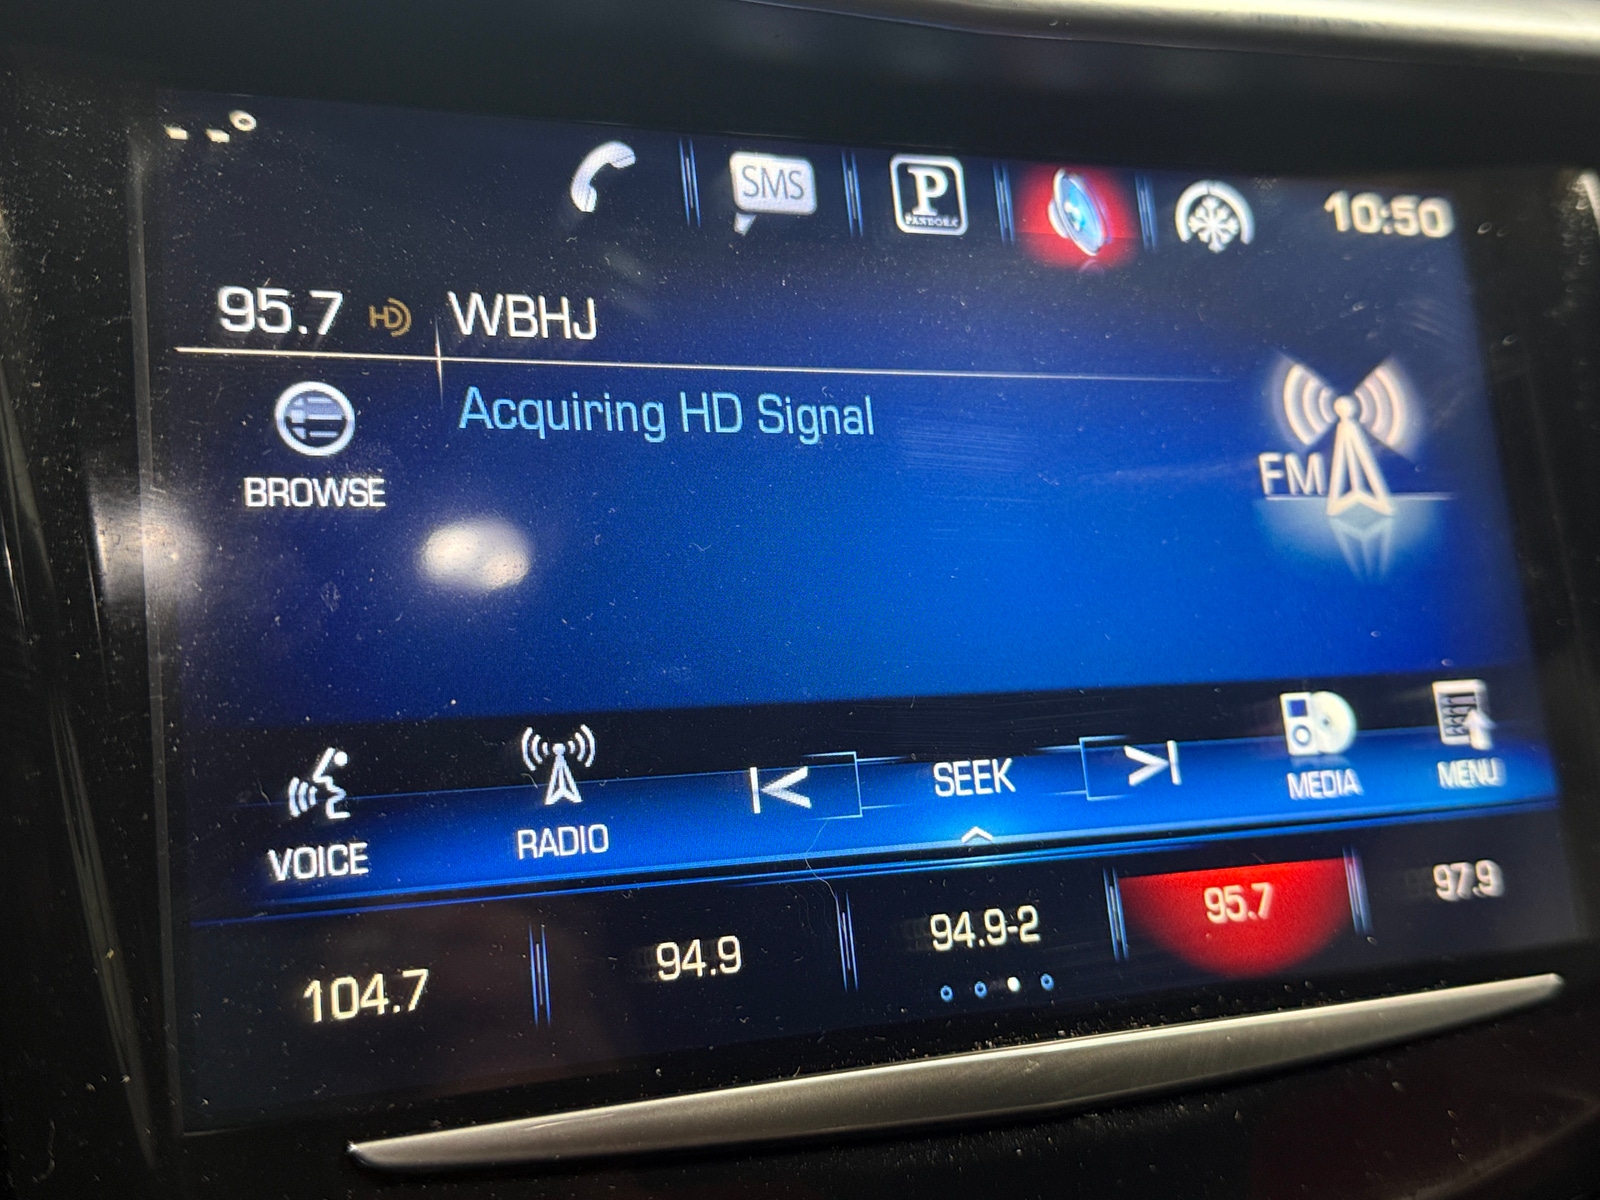 --°
SMS
P
PANDORA
10:50
95.7 HD WBHJ
BROWSE
Acquiring HD Signal
FM
VOICE
RADIO
SEEK
MEDIA
MENU
104.7
94.9
94.9-2
95.7
97.9